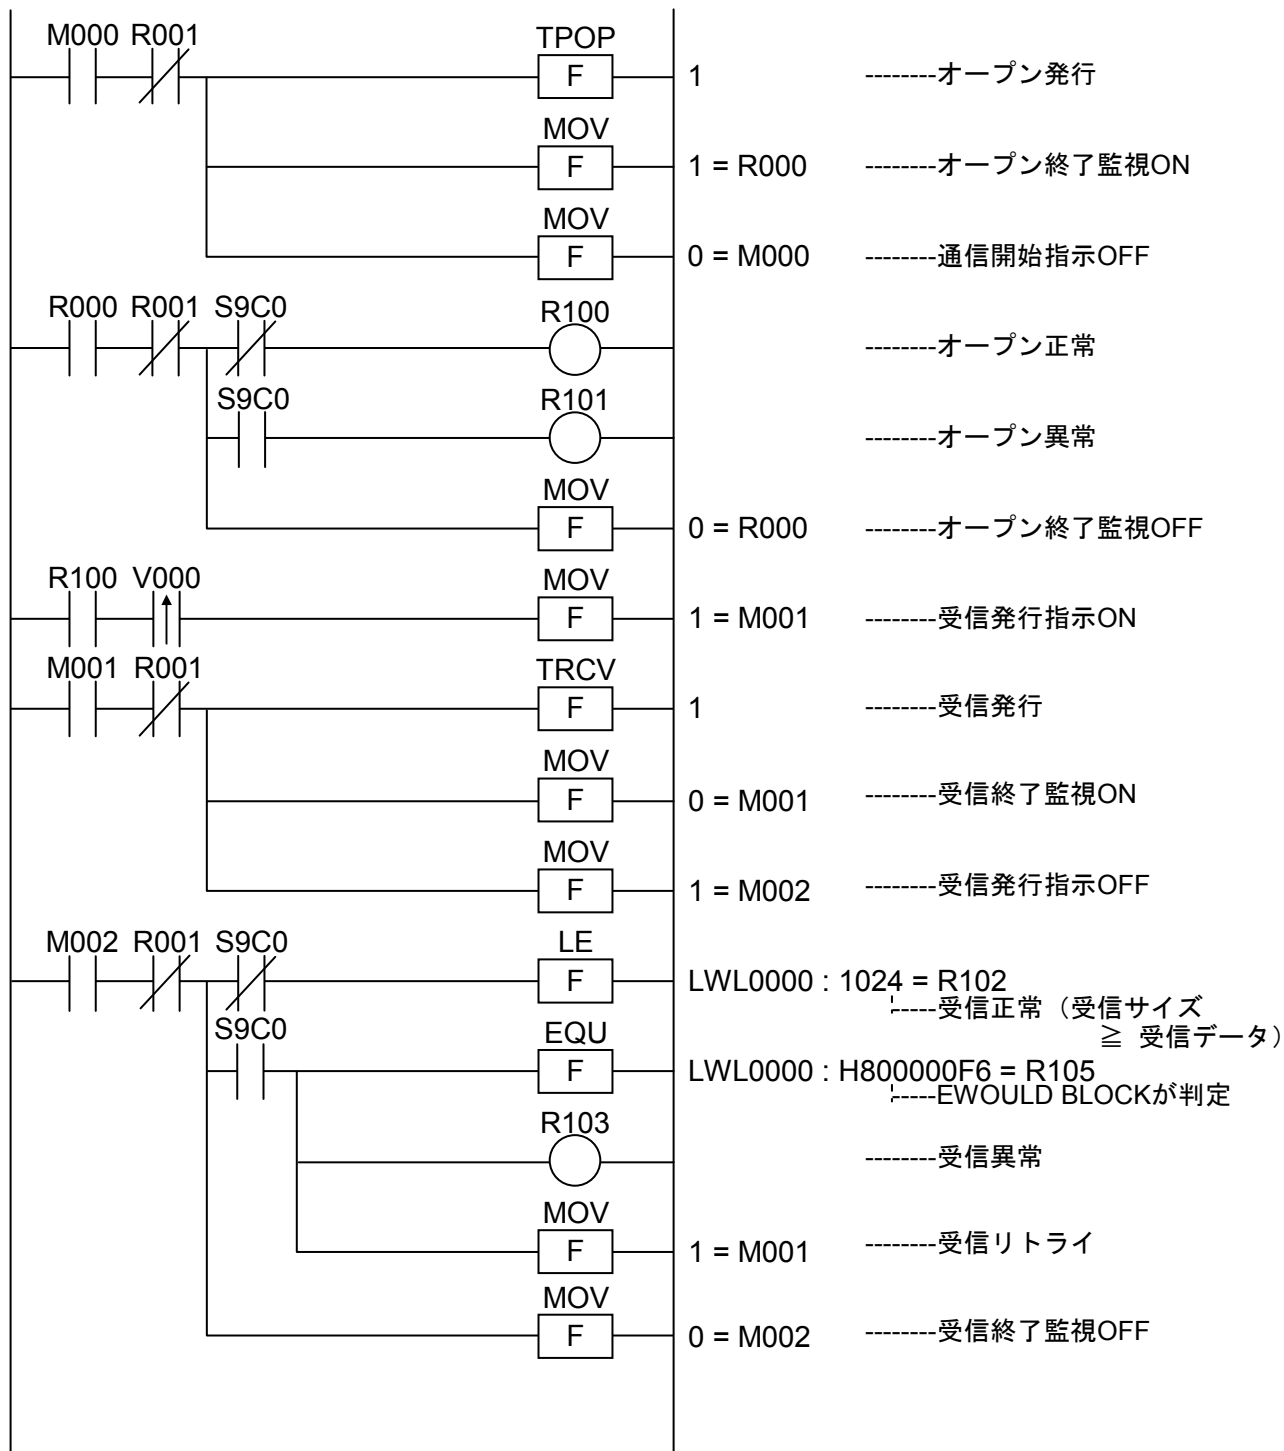 M000 R001 TPOP
F 1 --------オープン発行
MOV
F 1 = R000 --------オープン終了監視ON
MOV
F 0 = M000 --------通信開始指示OFF
R000 R001 S9C0 R100
--------オープン正常
S9C0 R101
--------オープン異常
MOV
F 0 = R000 --------オープン終了監視OFF
R100 V000 MOV
F 1 = M001 --------受信発行指示ON
M001 R001 TRCV
F 1 --------受信発行
MOV
F 0 = M001 --------受信終了監視ON
MOV
F 1 = M002 --------受信発行指示OFF
M002 R001 S9C0 LE
F LWL0000 : 1024 = R102
-----受信正常（受信サイズ
≧ 受信データ）
S9C0 EQU
F LWL0000 : H800000F6 = R105
-----EWOULD BLOCKが判定
R103
--------受信異常
MOV
F 1 = M001 --------受信リトライ
MOV
F 0 = M002 --------受信終了監視OFF